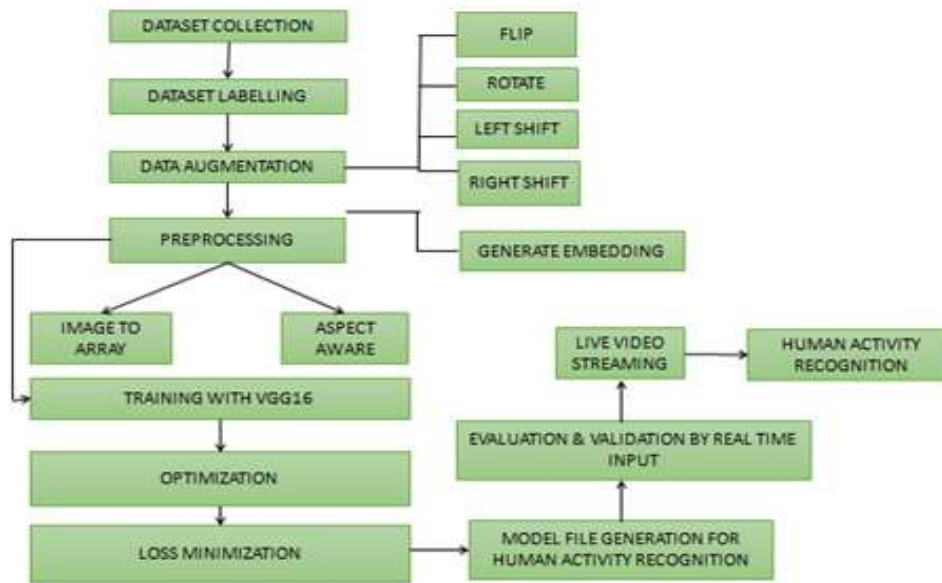 DATASET COLLECTION
FLIP
DATASET LABELLING
ROTATE
LEFT SHIFT
DATA AUGMENTATION
RIGHT SHIFT
PREPROCESSING
GENERATE EMBEDDING
IMAGE TO
ARRAY
ASPECT
AWARE
LIVE VIDEO
STREAMING
HUMAN ACTIVITY
RECOGNITION
TRAINING WITH VGG16
EVALUATION & VALIDATION BY REAL TIME
INPUT
OPTIMIZATION
LOSS MINIMIZATION
MODEL FILE GENERATION FOR
HUMAN ACTIVITY RECOGNITION